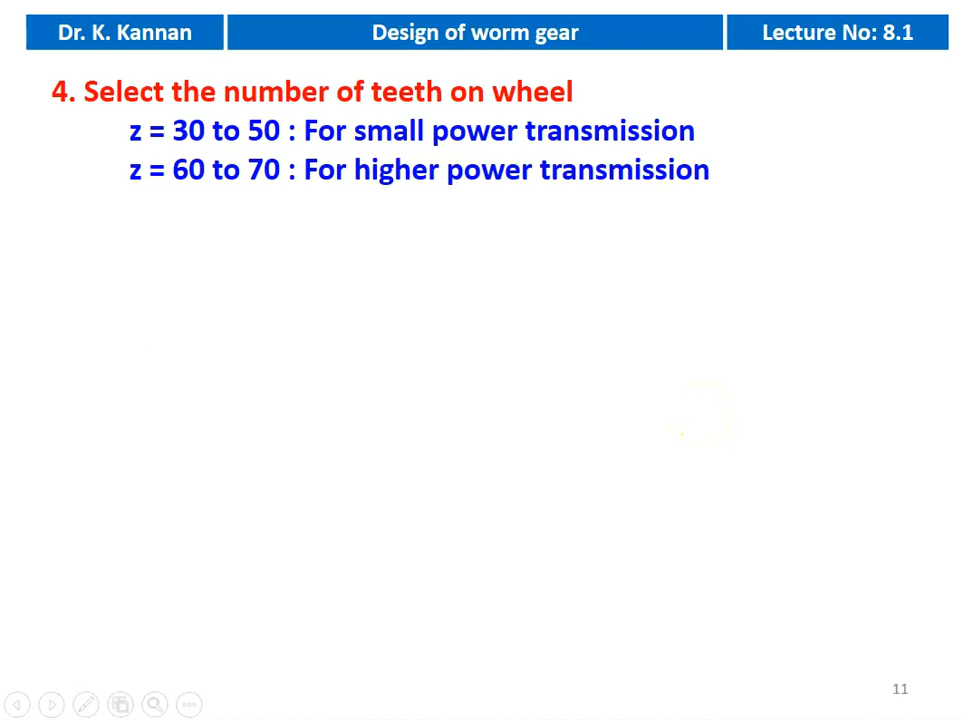 Dr. K. Kannan
Design of worm gear
Lecture No: 8.1
4. Select the number of teeth on wheel
z = 30 to 50 : For small power transmission
z = 60 to 70 : For higher power transmission
11